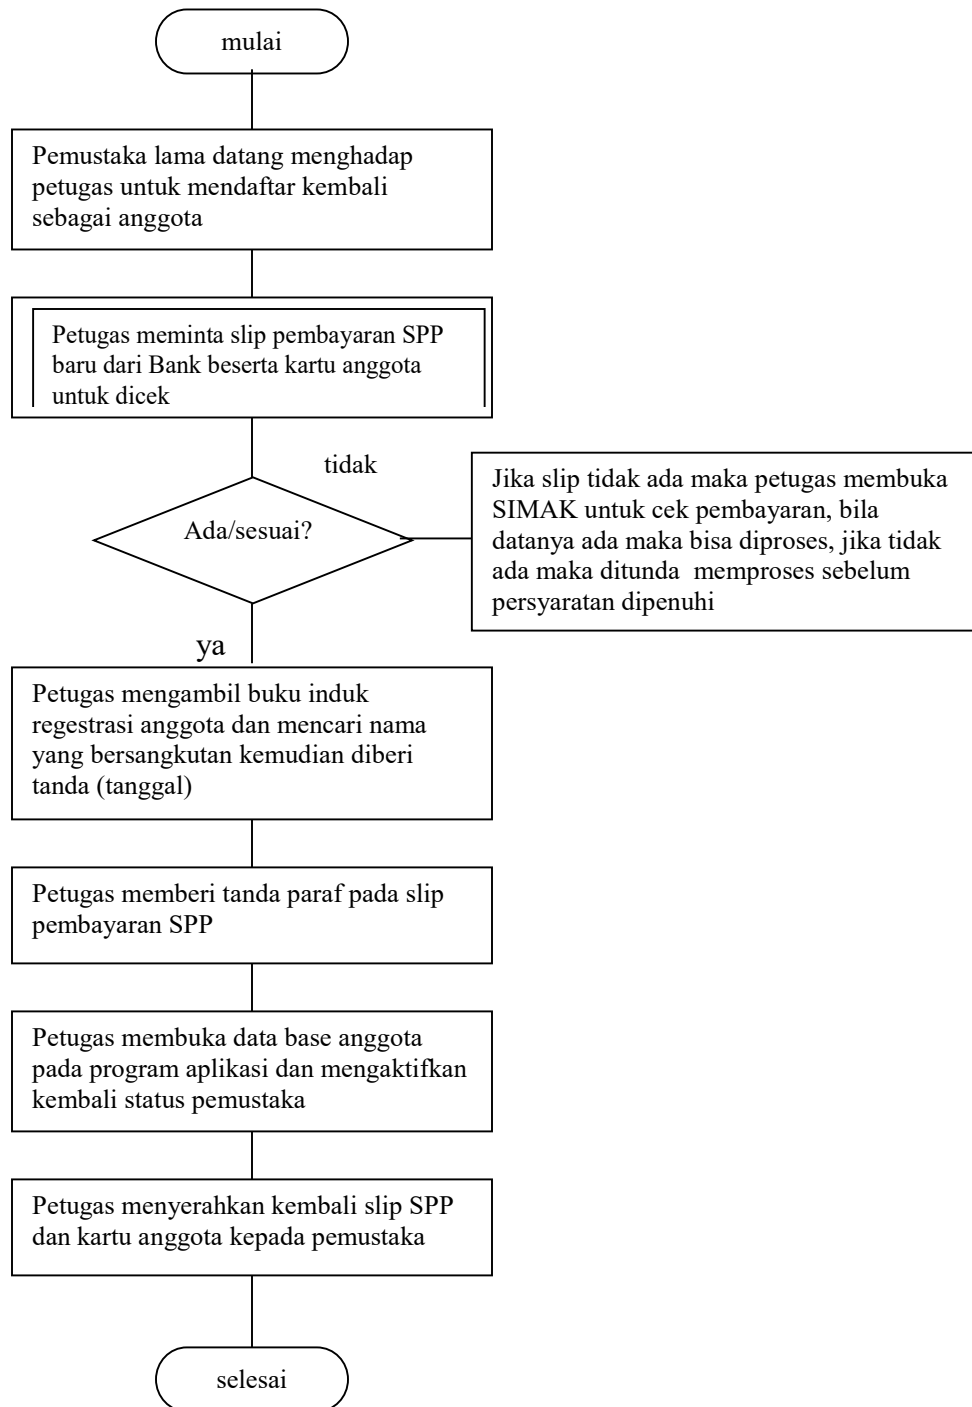 mulai
Pemustaka lama datang menghadap
petugas untuk mendaftar kembali
sebagai anggota
Petugas meminta slip pembayaran SPP
baru dari Bank beserta kartu anggota
untuk dicek
tidak
Ada/sesuai?
Jika slip tidak ada maka petugas membuka
SIMAK untuk cek pembayaran, bila
datanya ada maka bisa diproses, jika tidak
ada maka ditunda  memproses sebelum
persyaratan dipenuhi
ya
Petugas mengambil buku induk
regestrasi anggota dan mencari nama
yang bersangkutan kemudian diberi
tanda (tanggal)
Petugas memberi tanda paraf pada slip
pembayaran SPP
Petugas membuka data base anggota
pada program aplikasi dan mengaktifkan
kembali status pemustaka
Petugas menyerahkan kembali slip SPP
dan kartu anggota kepada pemustaka
selesai